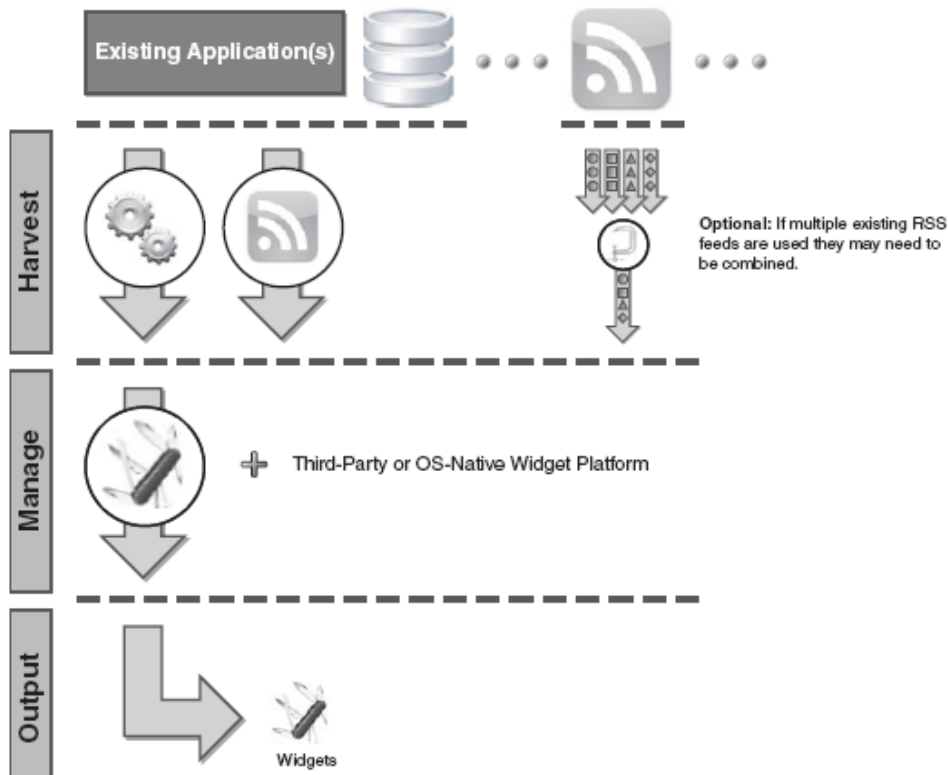 Existing Application(s)
Harvest
Optional: If multiple existing RSS
feeds are used they may need to
be combined.
Manage
Third-Party or OS-Native Widget Platform
Output
Widgets